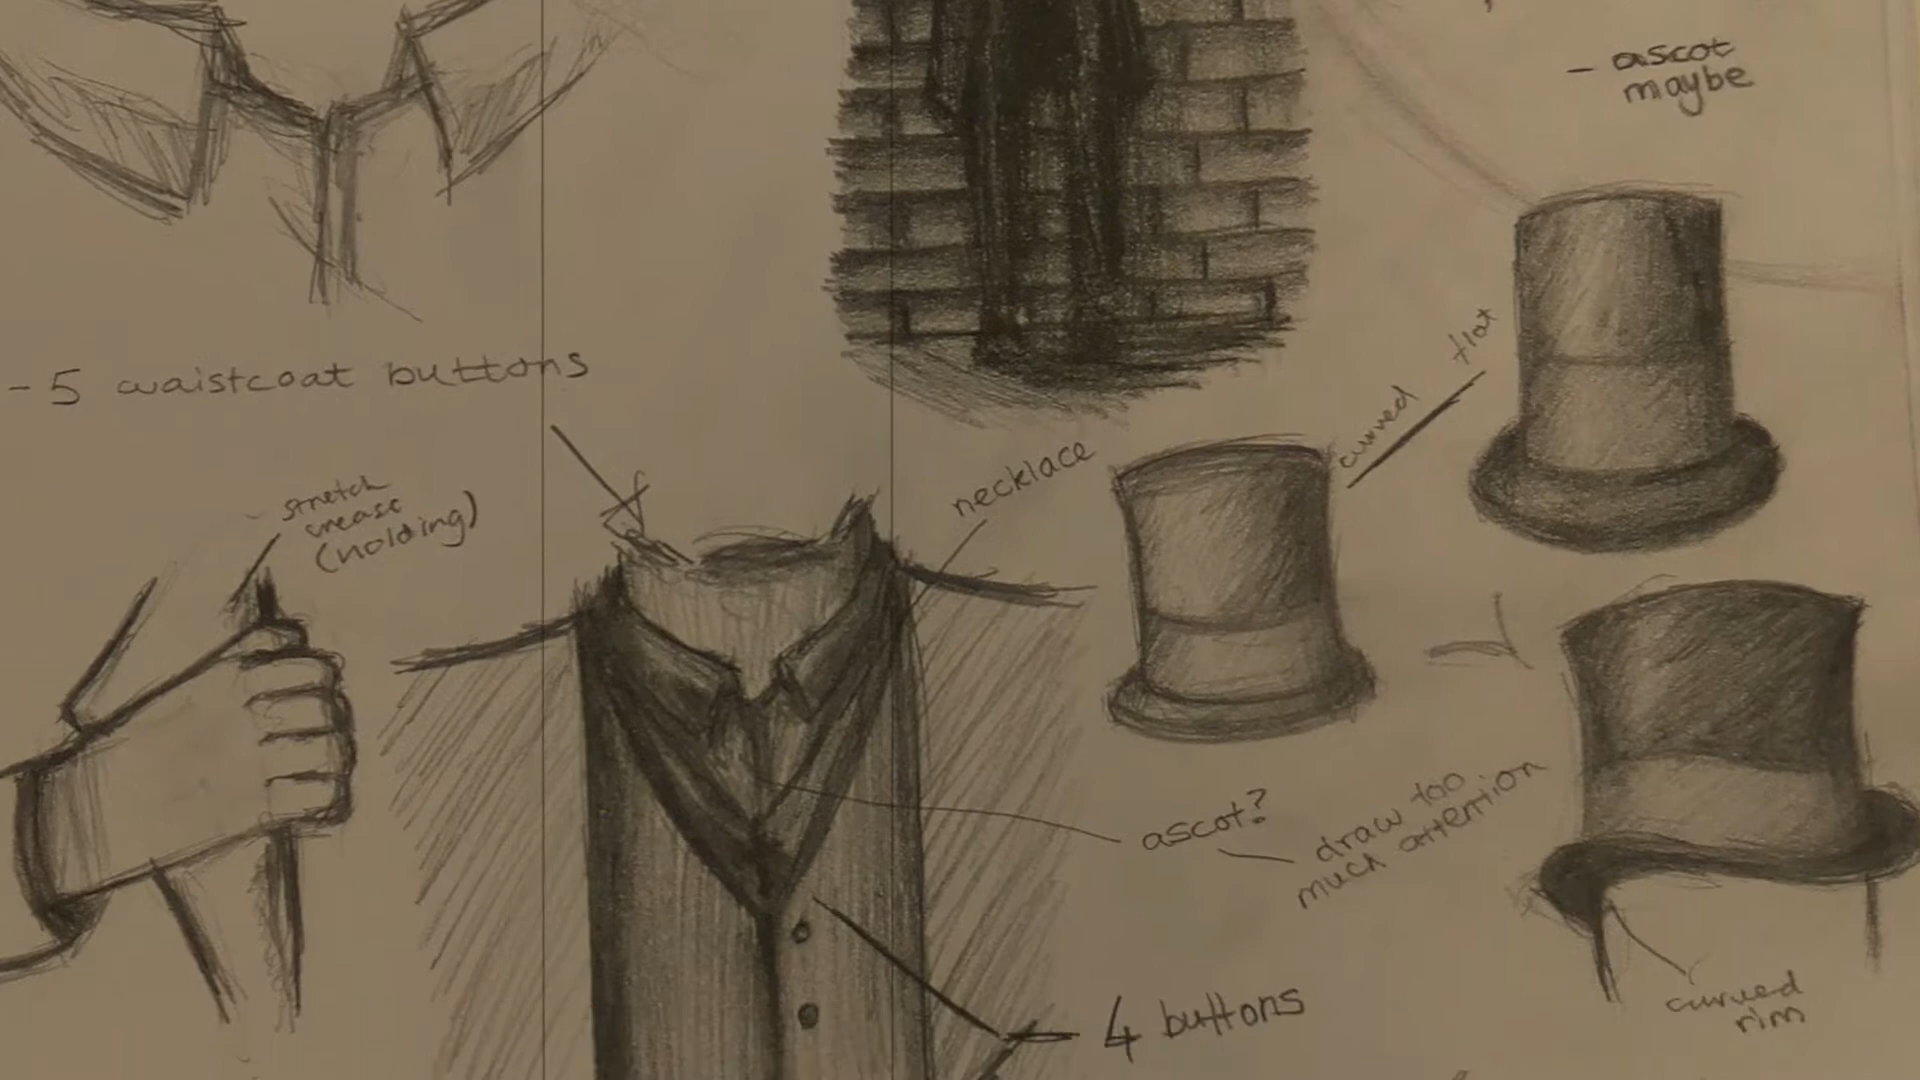 - ascot
maybe
- 5 waistcoat buttons
flat
curved
necklace
stretch
crease
(holding)
ascot?
draw too
much attention
4 buttons
curved
rim